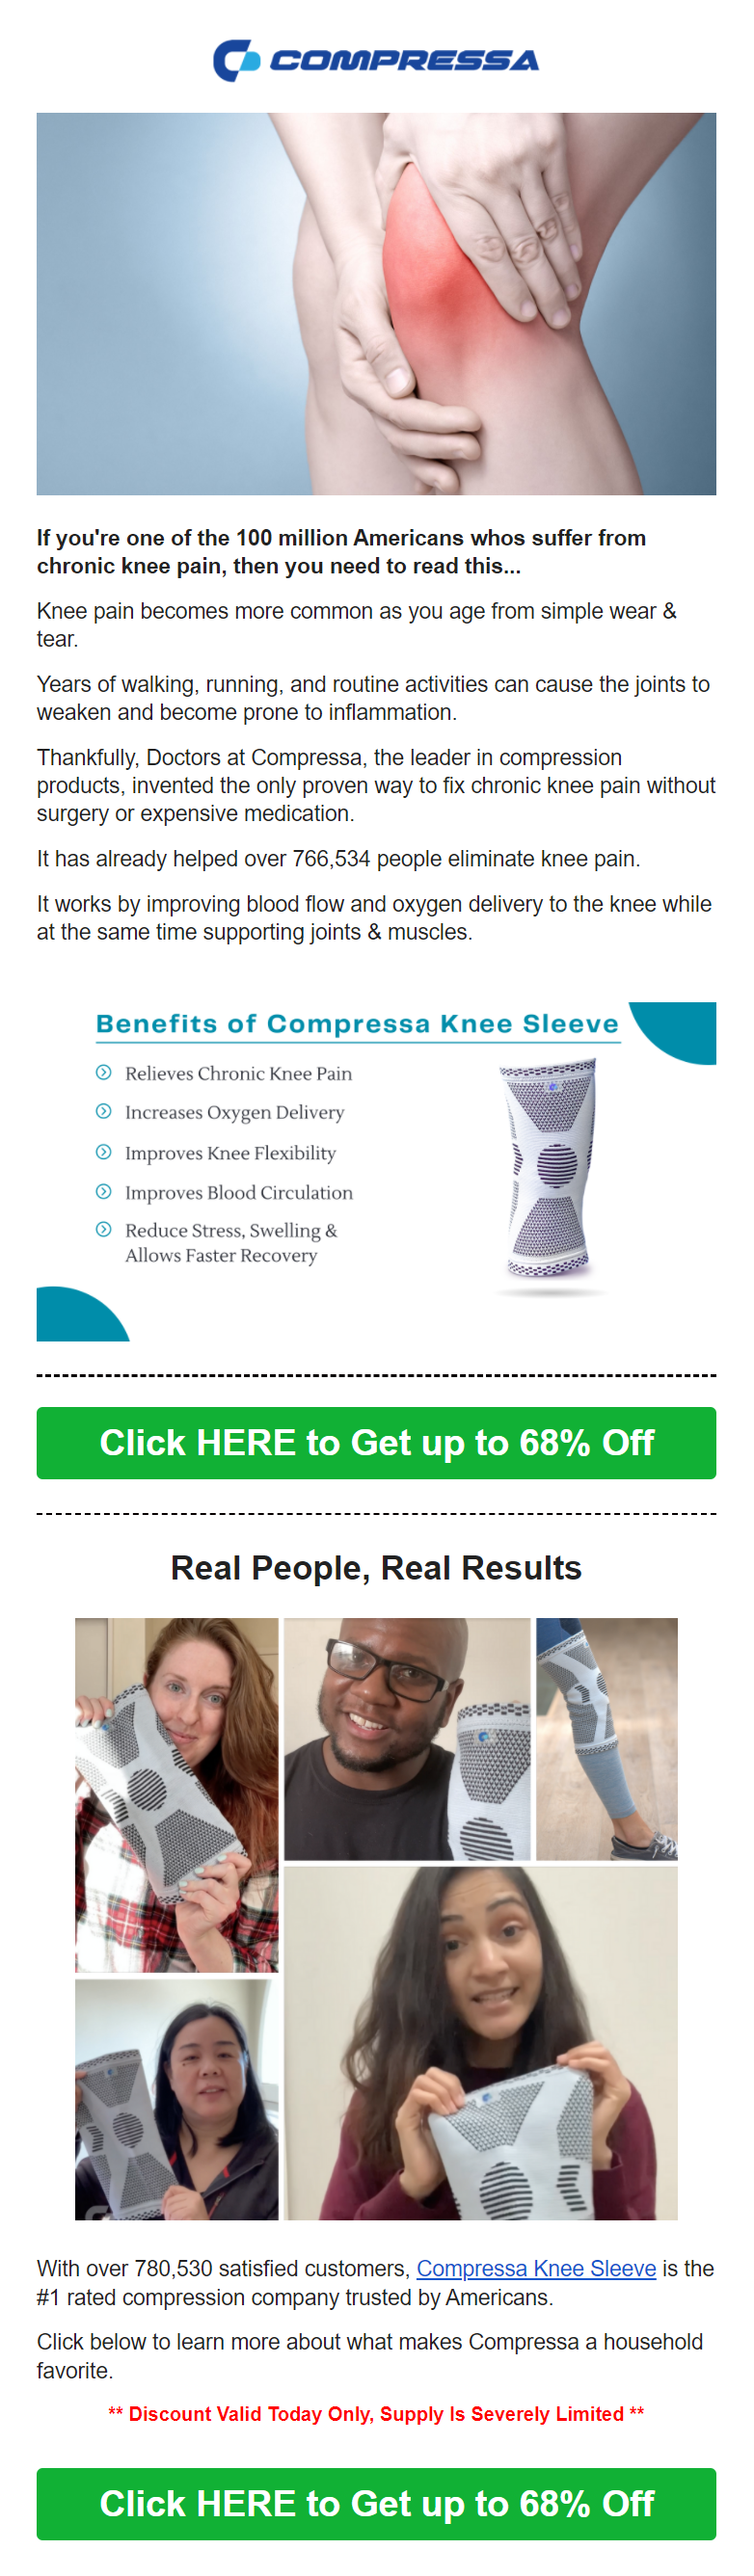 COMPRESSA
If you're one of the 100 million Americans whos suffer from
chronic knee pain, then you need to read this...
Knee pain becomes more common as you age from simple wear &
tear.
Years of walking, running, and routine activities can cause the joints to
weaken and become prone to inflammation.
Thankfully, Doctors at Compressa, the leader in compression
products, invented the only proven way to fix chronic knee pain without
surgery or expensive medication.
It has already helped over 766,534 people eliminate knee pain.
It works by improving blood flow and oxygen delivery to the knee while
at the same time supporting joints & muscles.
Benefits of Compressa Knee Sleeve
Relieves Chronic Knee Pain
Increases Oxygen Delivery
Improves Knee Flexibility
Improves Blood Circulation
Reduce Stress, Swelling &
Allows Faster Recovery
Click HERE to Get up to 68% Off
Real People, Real Results
With over 780,530 satisfied customers, Compressa Knee Sleeve is the
#1 rated compression company trusted by Americans.
Click below to learn more about what makes Compressa a household
favorite.
** Discount Valid Today Only, Supply Is Severely Limited **
Click HERE to Get up to 68% Off